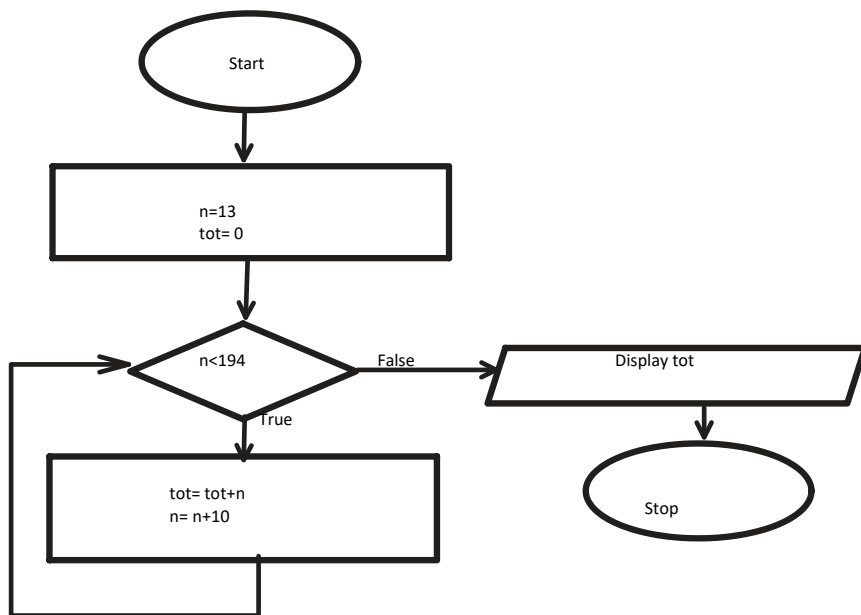 Start
n=13
tot= 0
n<194
False
Display tot
True
tot= tot+n
n= n+10
Stop